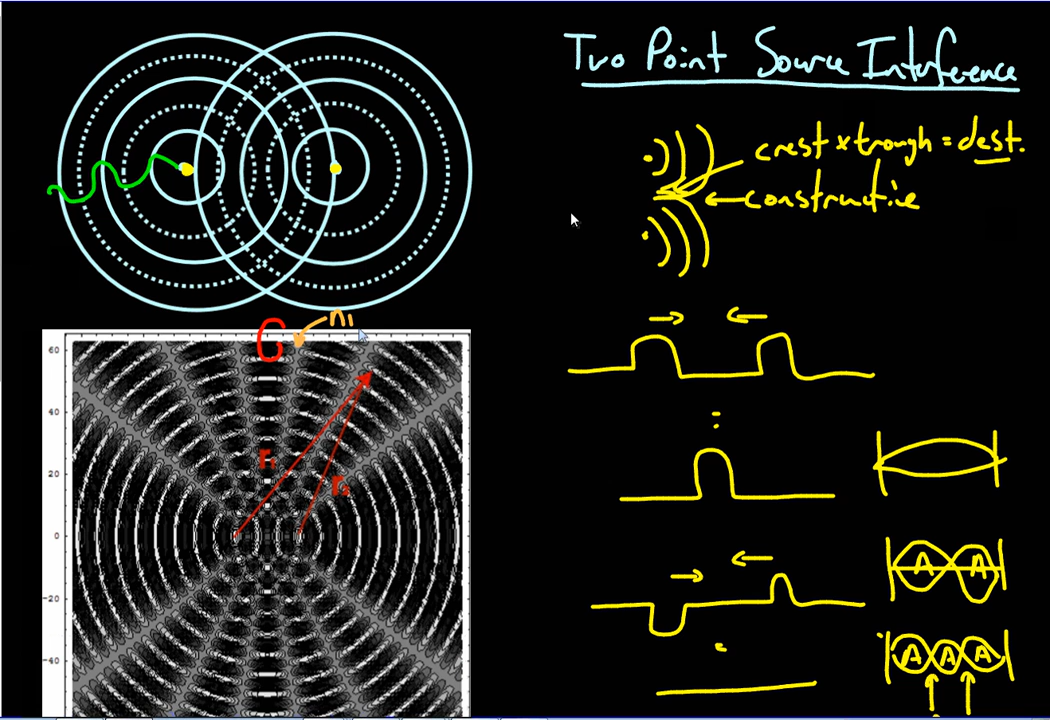 Two Point Source Interference
crest x trough = dest.
constructive
C
n₁
r₁
r₂
60
40
20
0
-20
-40
=
A A
=
A A A